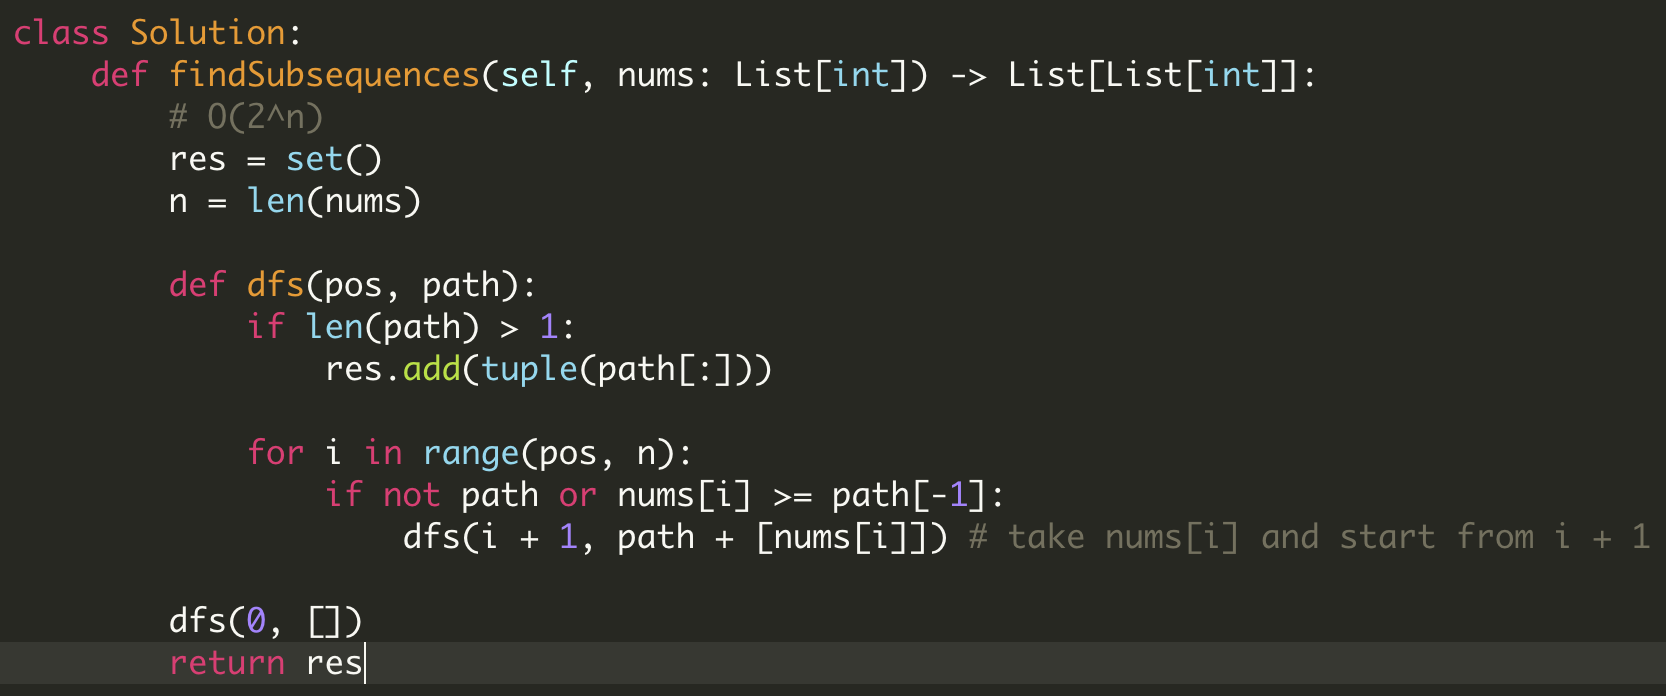 class Solution:
    def findSubsequences(self, nums: List[int]) -> List[List[int]]:
        # O(2^n)
        res = set()
        n = len(nums)

        def dfs(pos, path):
            if len(path) > 1:
                res.add(tuple(path[:]))

            for i in range(pos, n):
                if not path or nums[i] >= path[-1]:
                    dfs(i + 1, path + [nums[i]]) # take nums[i] and start from i + 1

        dfs(0, [])
        return res